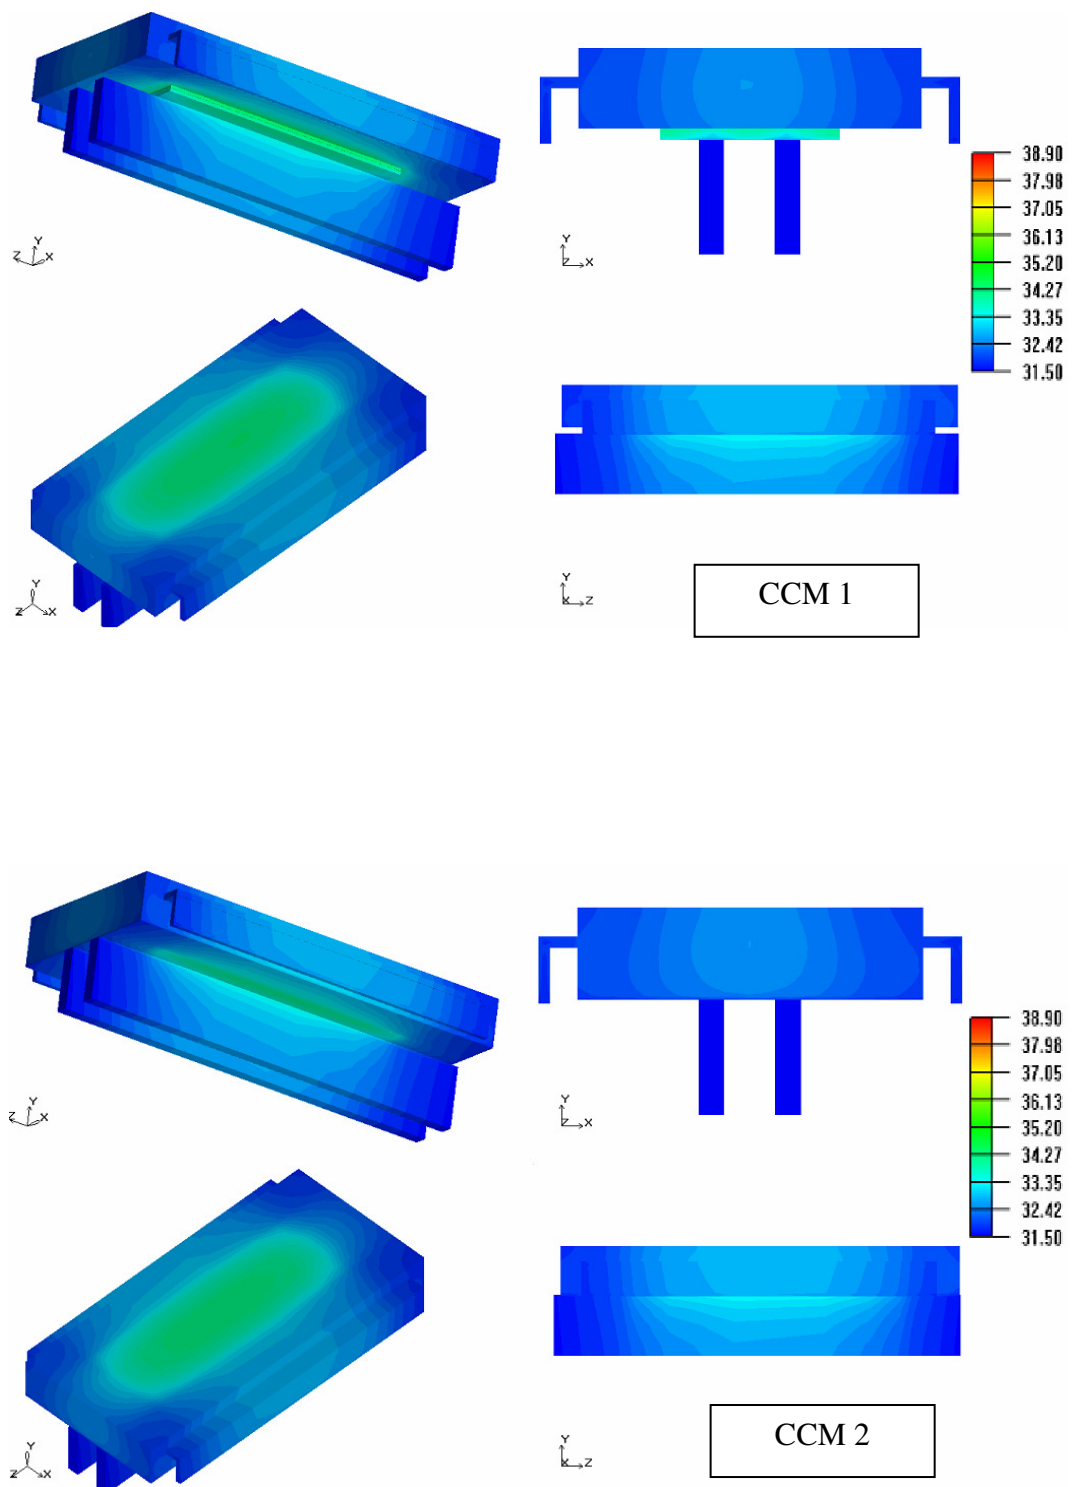 Y
Z X
Y
Z X
38.90
37.98
37.05
36.13
35.20
34.27
33.35
32.42
31.50
Y
Z X
Y
X Z
CCM 1
Y
Z X
Y
Z X
38.90
37.98
37.05
36.13
35.20
34.27
33.35
32.42
31.50
Y
Z X
Y
X Z
CCM 2